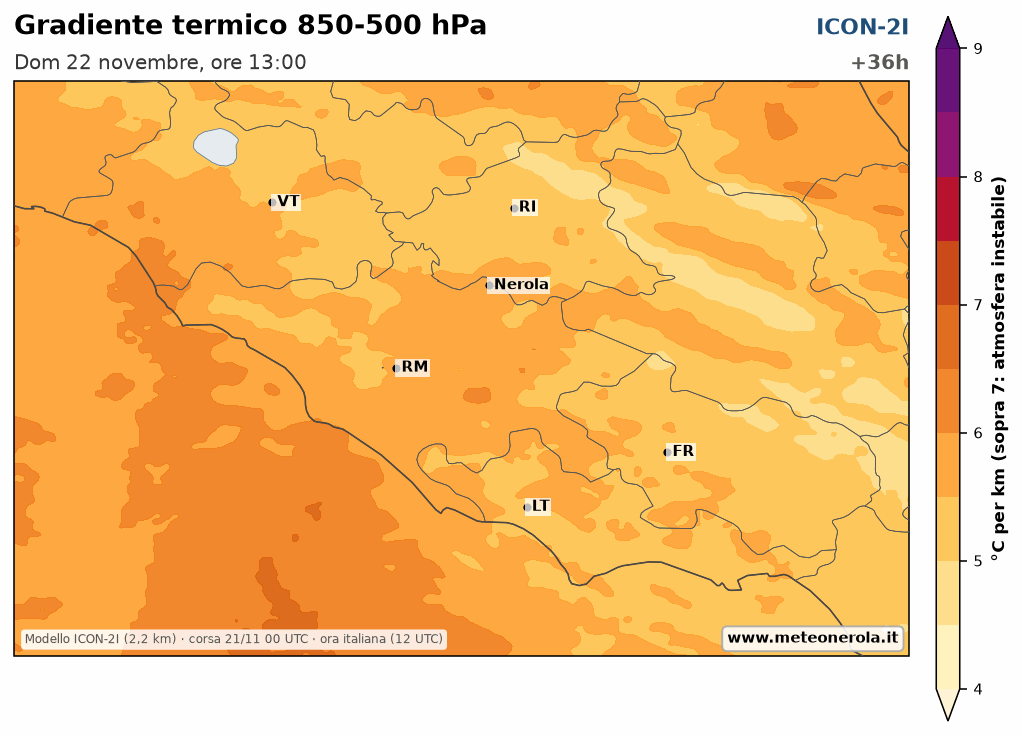 Gradiente termico 850-500 hPa
ICON-2I
Dom 22 novembre, ore 13:00
+36h
VT
RI
Nerola
RM
FR
LT
Modello ICON-2I (2,2 km) · corsa 21/11 00 UTC · ora italiana (12 UTC)
www.meteonerola.it
9
8
7
6
5
4
°C per km (sopra 7: atmosfera instabile)